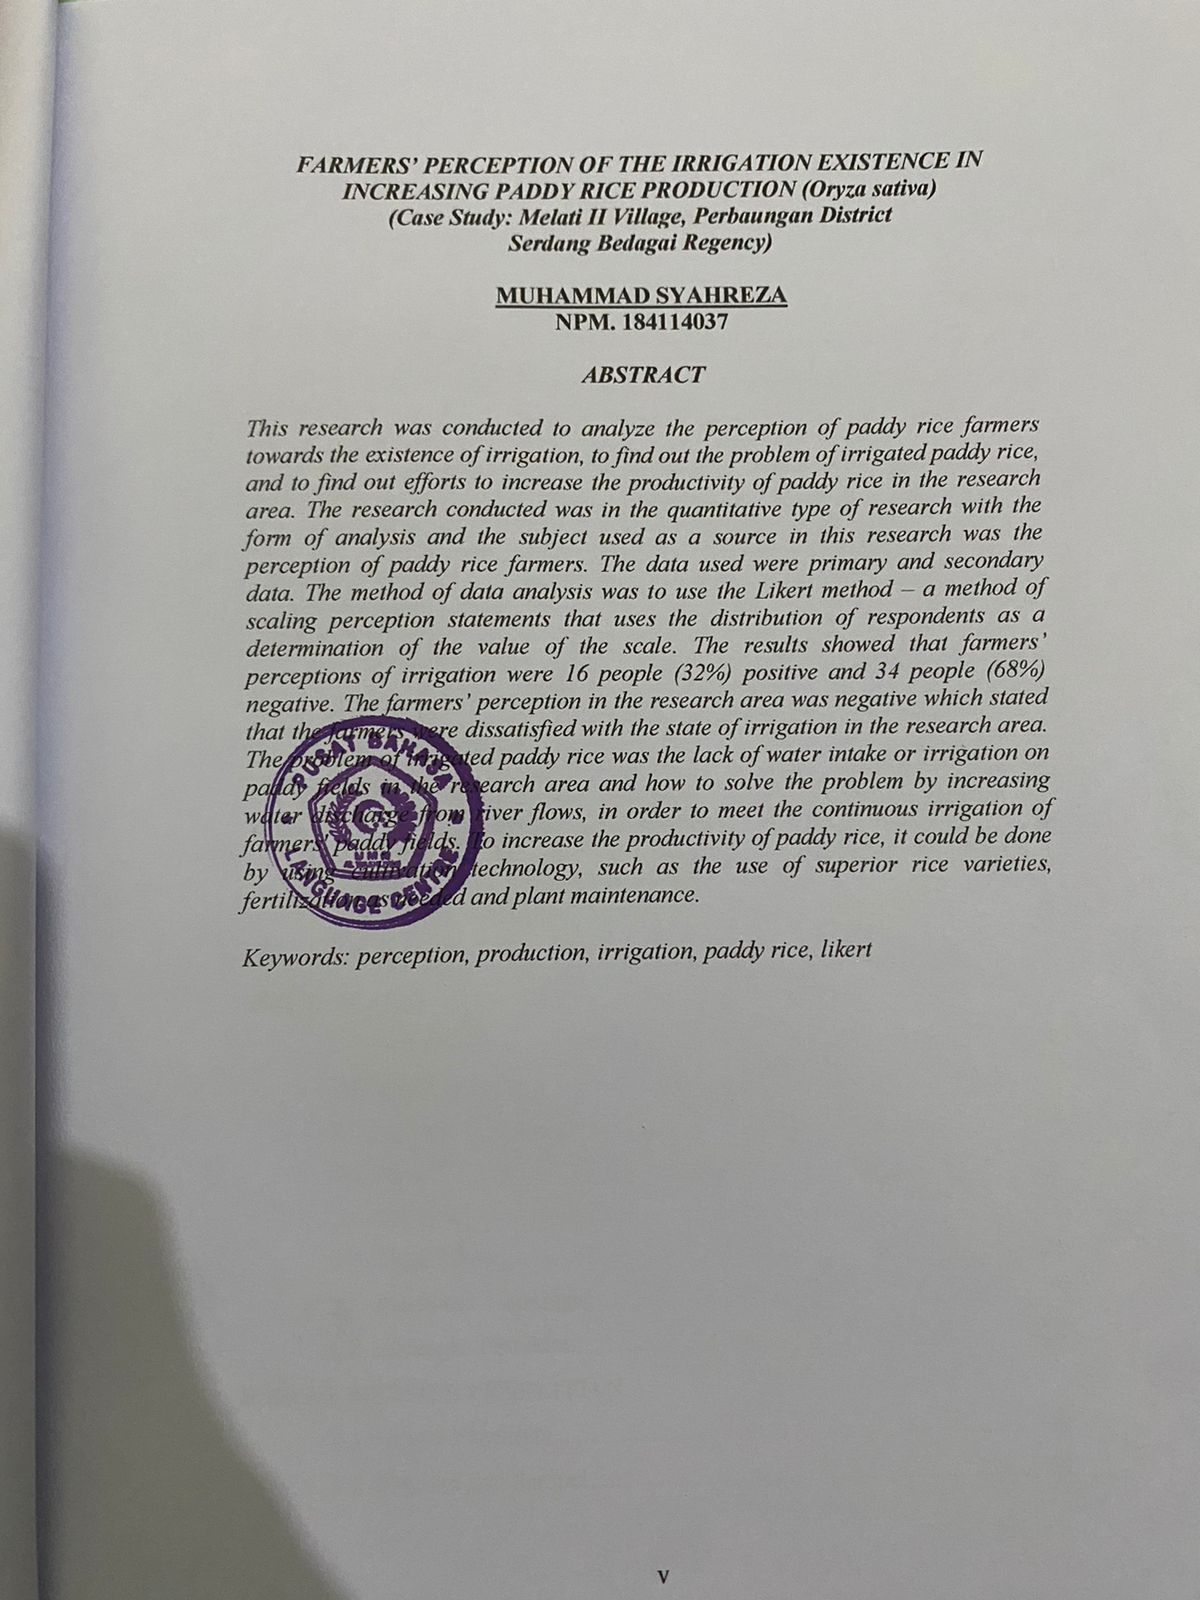 FARMERS' PERCEPTION OF THE IRRIGATION EXISTENCE IN
INCREASING PADDY RICE PRODUCTION (Oryza sativa)
(Case Study: Melati II Village, Perbaungan District
Serdang Bedagai Regency)
MUHAMMAD SYAHREZA
NPM. 184114037
ABSTRACT
This research was conducted to analyze the perception of paddy rice farmers
towards the existence of irrigation, to find out the problem of irrigated paddy rice,
and to find out efforts to increase the productivity of paddy rice in the research
area. The research conducted was in the quantitative type of research with the
form of analysis and the subject used as a source in this research was the
perception of paddy rice farmers. The data used were primary and secondary
data. The method of data analysis was to use the Likert method – a method of
scaling perception statements that uses the distribution of respondents as a
determination of the value of the scale. The results showed that farmers'
perceptions of irrigation were 16 people (32%) positive and 34 people (68%)
negative. The farmers' perception in the research area was negative which stated
that the farmers were dissatisfied with the state of irrigation in the research area.
The problem of irrigated paddy rice was the lack of water intake or irrigation on
paddy fields in the research area and how to solve the problem by increasing
water discharge from river flows, in order to meet the continuous irrigation of
farmers' paddy fields. To increase the productivity of paddy rice, it could be done
by using cultivation technology, such as the use of superior rice varieties,
fertilization as needed and plant maintenance.
PUSAT BAHASA
UMN
LANGUAGE CENTRE
Keywords: perception, production, irrigation, paddy rice, likert
v